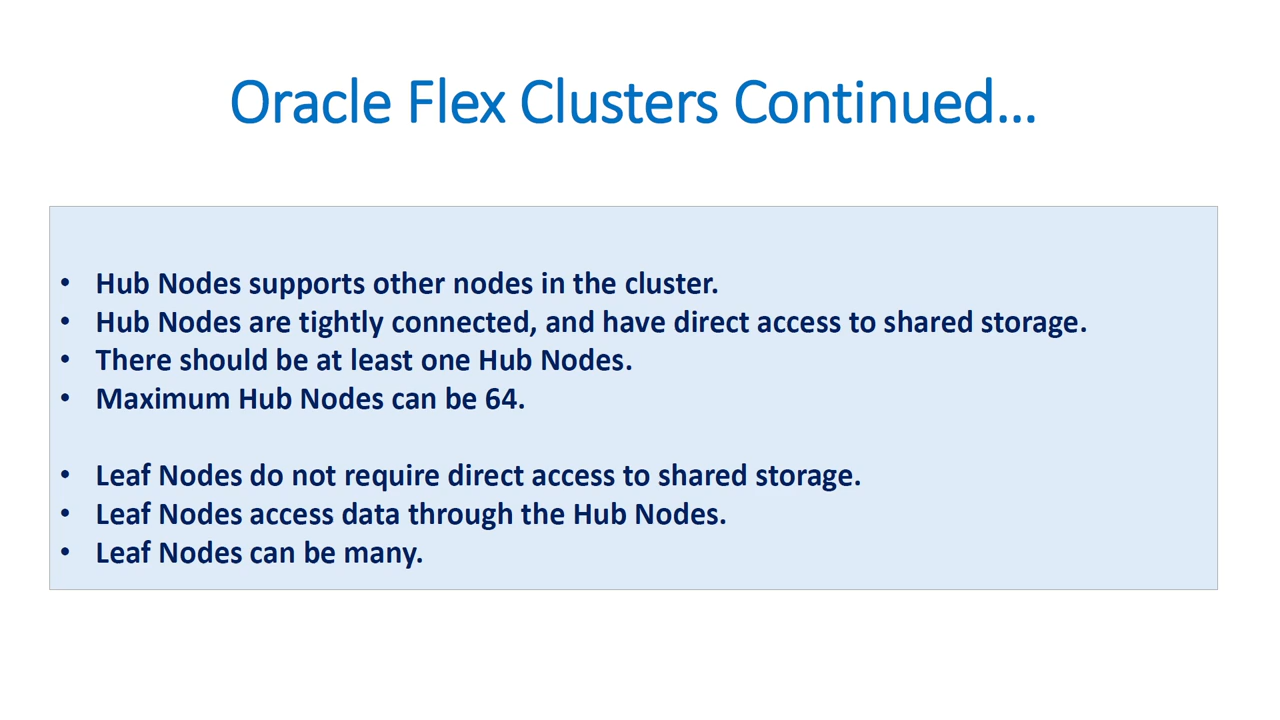 Oracle Flex Clusters Continued...
• Hub Nodes supports other nodes in the cluster.
• Hub Nodes are tightly connected, and have direct access to shared storage.
• There should be at least one Hub Nodes.
• Maximum Hub Nodes can be 64.
• Leaf Nodes do not require direct access to shared storage.
• Leaf Nodes access data through the Hub Nodes.
• Leaf Nodes can be many.